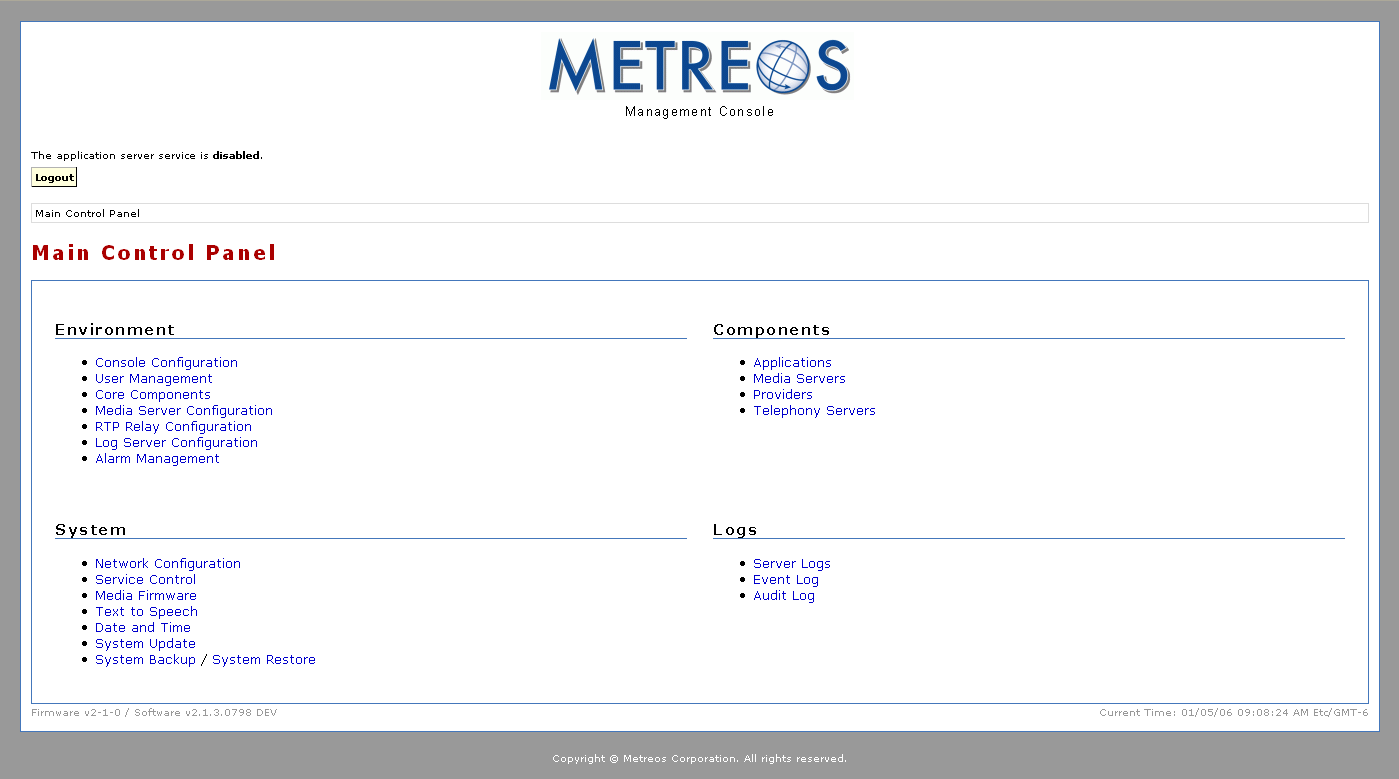 METREOS
Management Console
The application server service is disabled.
Logout
Main Control Panel
Main Control Panel
Environment
Console Configuration
User Management
Core Components
Media Server Configuration
RTP Relay Configuration
Log Server Configuration
Alarm Management
Components
Applications
Media Servers
Providers
Telephony Servers
System
Network Configuration
Service Control
Media Firmware
Text to Speech
Date and Time
System Update
System Backup / System Restore
Logs
Server Logs
Event Log
Audit Log
Firmware v2-1-0 / Software v2.1.3.0798 DEV
Current Time: 01/05/06 09:08:24 AM Etc/GMT-6
Copyright © Metreos Corporation. All rights reserved.